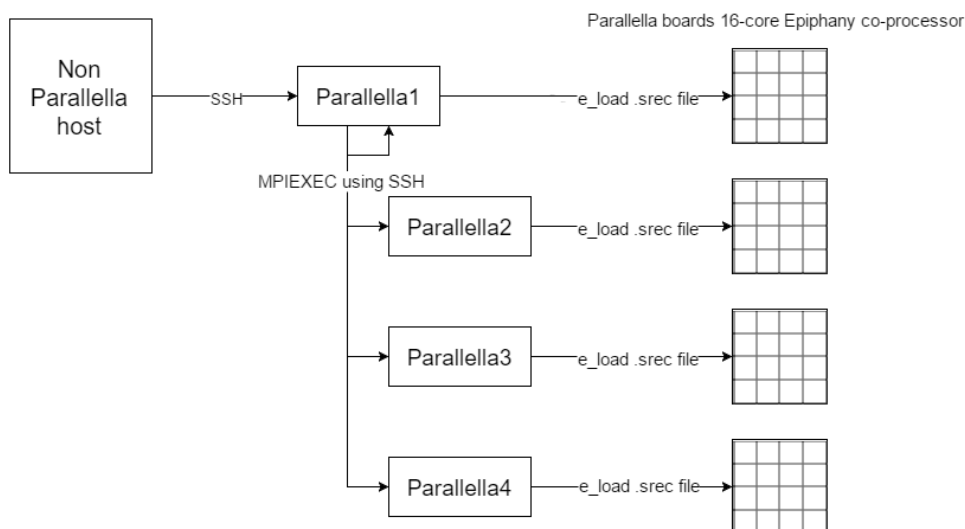 Parallella boards 16-core Epiphany co-processor
Non
Parallella
host
SSH
Parallella1
e_load .srec file
MPIEXEC using SSH
Parallella2
e_load .srec file
Parallella3
e_load .srec file
Parallella4
e_load .srec file